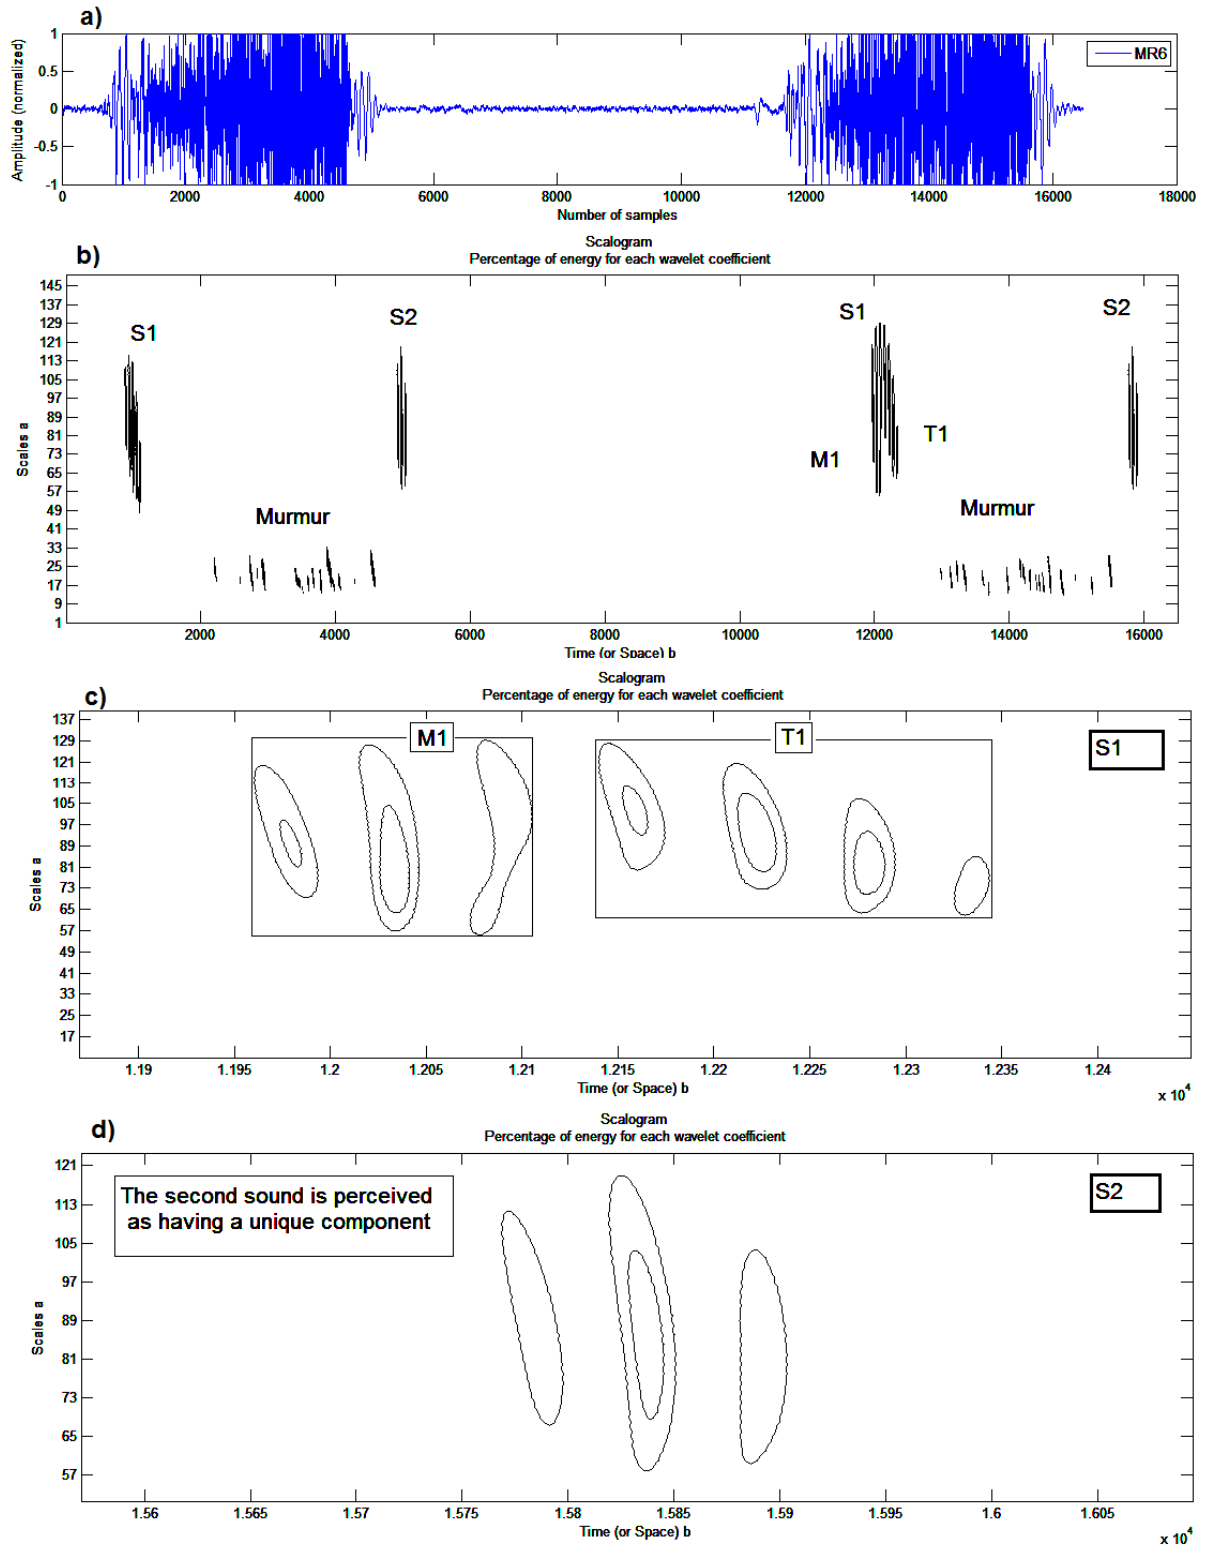 a)
Amplitude (normalized)
1
0.5
0
-0.5
-1
MR6
0 2000 4000 6000 8000 10000 12000 14000 16000 18000
Number of samples
b)
Scalogram
Percentage of energy for each wavelet coefficient
Scales a
145
137
129
121
113
105
97
89
81
73
65
57
49
41
33
25
17
9
1
S1 S2 S1 S2
M1 T1
Murmur Murmur
2000 4000 6000 8000 10000 12000 14000 16000
Time (or Space) b
c)
Scalogram
Percentage of energy for each wavelet coefficient
Scales a
137
129
121
113
105
97
89
81
73
65
57
49
41
33
25
17
M1 T1 S1
1.19 1.195 1.2 1.205 1.21 1.215 1.22 1.225 1.23 1.235 1.24
Time (or Space) b
x 10^4
d)
Scalogram
Percentage of energy for each wavelet coefficient
Scales a
121
113
105
97
89
81
73
65
57
The second sound is perceived
as having a unique component
S2
1.56 1.565 1.57 1.575 1.58 1.585 1.59 1.595 1.6 1.605
Time (or Space) b
x 10^4